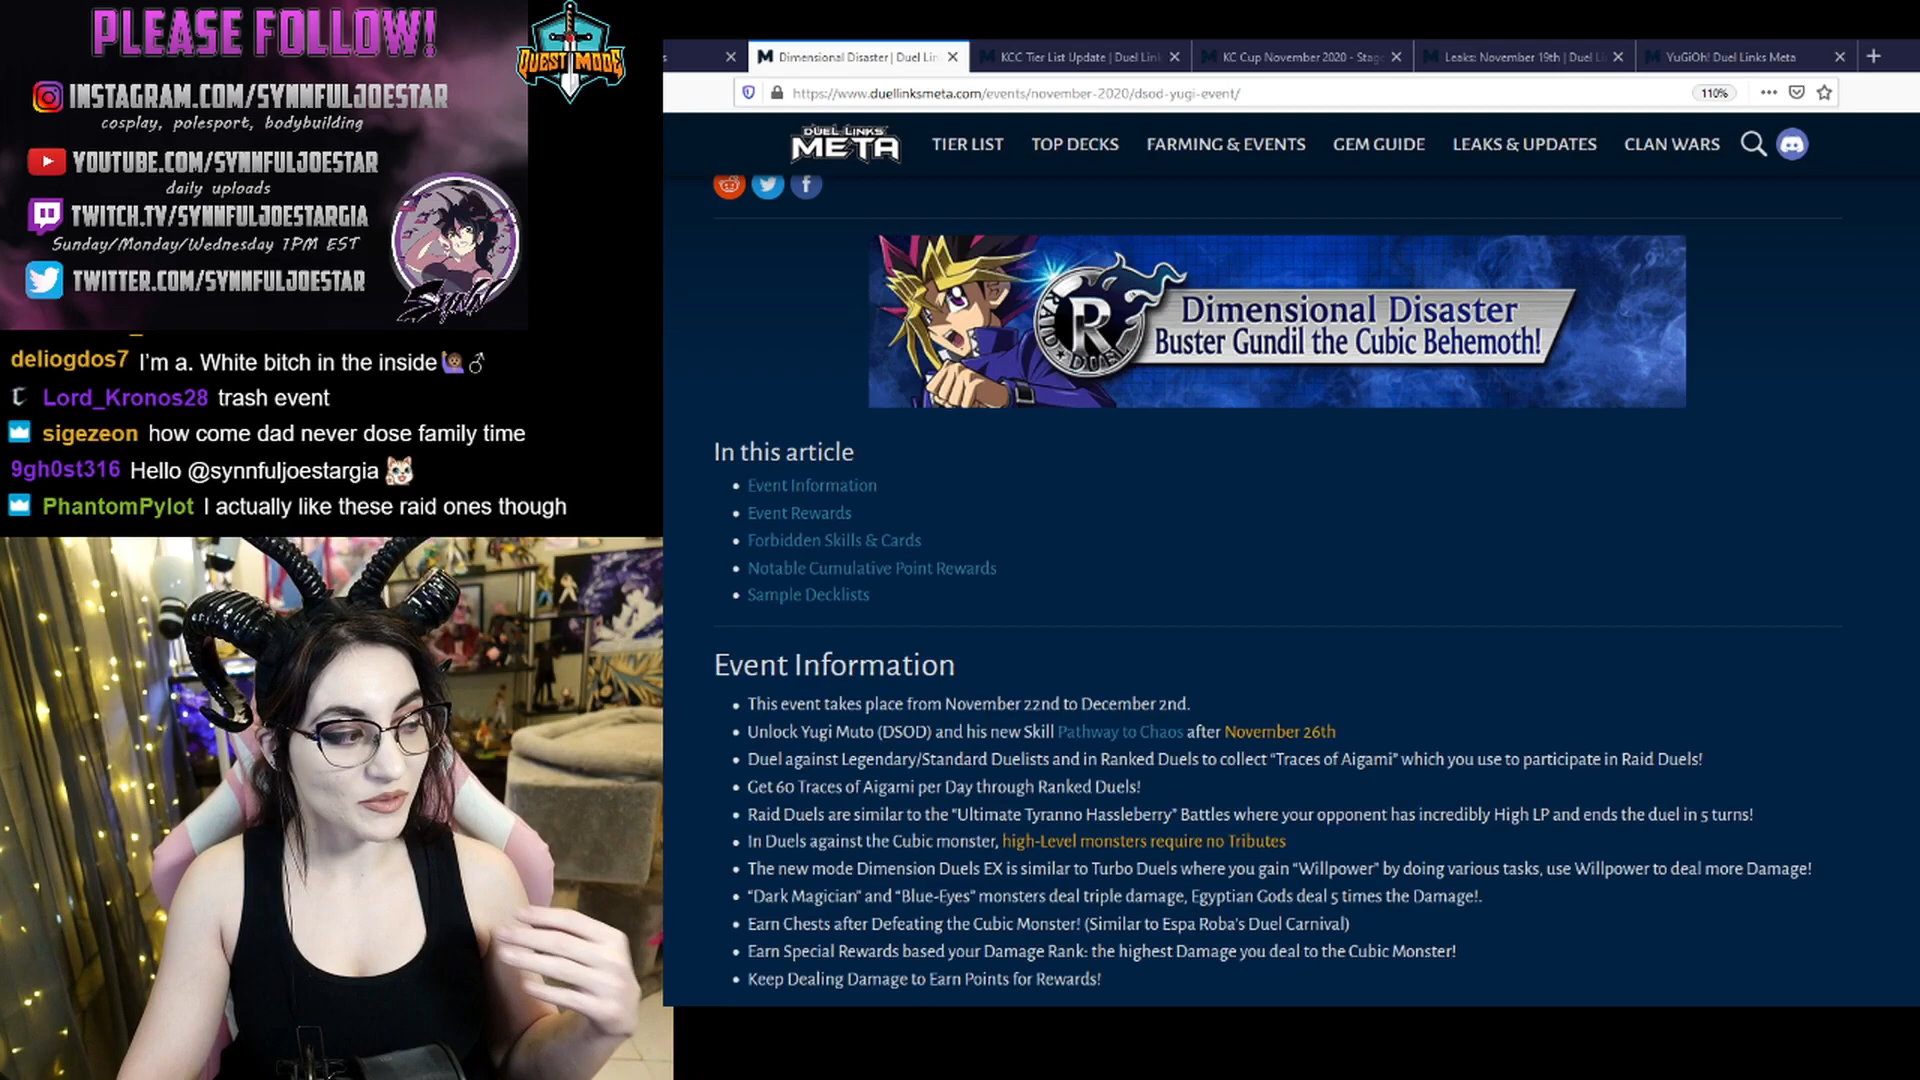 PLEASE FOLLOW!
QUEST MODE
INSTAGRAM.COM/SYNNFULJOESTAR
cosplay, polesport, bodybuilding
YOUTUBE.COM/SYNNFULJOESTAR
daily uploads
TWITCH.TV/SYNNFULJOESTARGIA
Sunday/Monday/Wednesday 1PM EST
TWITTER.COM/SYNNFULJOESTAR
SYNN
deliogdos7 I'm a. White bitch in the inside🙋🏽♂
Lord_Kronos28 trash event
sigezeon how come dad never dose family time
9gh0st316 Hello @synnfuljoestargia
PhantomPylot I actually like these raid ones though
s
Dimensional Disaster | Duel Lin
KCC Tier List Update | Duel Lin
KC Cup November 2020 - Stage
Leaks: November 19th | Duel Li
YuGiOh! Duel Links Meta
https://www.duellinksmeta.com/events/november-2020/dsod-yugi-event/
110%
DUEL LINKS META
TIER LIST
TOP DECKS
FARMING & EVENTS
GEM GUIDE
LEAKS & UPDATES
CLAN WARS
R
RAID DUEL
Dimensional Disaster
Buster Gundil the Cubic Behemoth!
In this article
• Event Information
• Event Rewards
• Forbidden Skills & Cards
• Notable Cumulative Point Rewards
• Sample Decklists
Event Information
• This event takes place from November 22nd to December 2nd.
• Unlock Yugi Muto (DSOD) and his new Skill Pathway to Chaos after November 26th
• Duel against Legendary/Standard Duelists and in Ranked Duels to collect “Traces of Aigami” which you use to participate in Raid Duels!
• Get 60 Traces of Aigami per Day through Ranked Duels!
• Raid Duels are similar to the “Ultimate Tyranno Hassleberry” Battles where your opponent has incredibly High LP and ends the duel in 5 turns!
• In Duels against the Cubic monster, high-Level monsters require no Tributes
• The new mode Dimension Duels EX is similar to Turbo Duels where you gain “Willpower” by doing various tasks, use Willpower to deal more Damage!
• “Dark Magician” and “Blue-Eyes” monsters deal triple damage, Egyptian Gods deal 5 times the Damage!.
• Earn Chests after Defeating the Cubic Monster! (Similar to Espa Roba's Duel Carnival)
• Earn Special Rewards based your Damage Rank: the highest Damage you deal to the Cubic Monster!
• Keep Dealing Damage to Earn Points for Rewards!